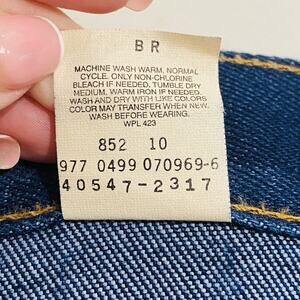 BR
MACHINE WASH WARM, NORMAL
CYCLE. ONLY NON-CHLORINE
BLEACH IF NEEDED. TUMBLE DRY
MEDIUM. WARM IRON IF NEEDED.
WASH AND DRY WITH LIKE COLORS
COLOR MAY TRANSFER WHEN NEW.
WASH BEFORE WEARING.
WPL 423
852 10
977 0499 070969-6
40547-2317